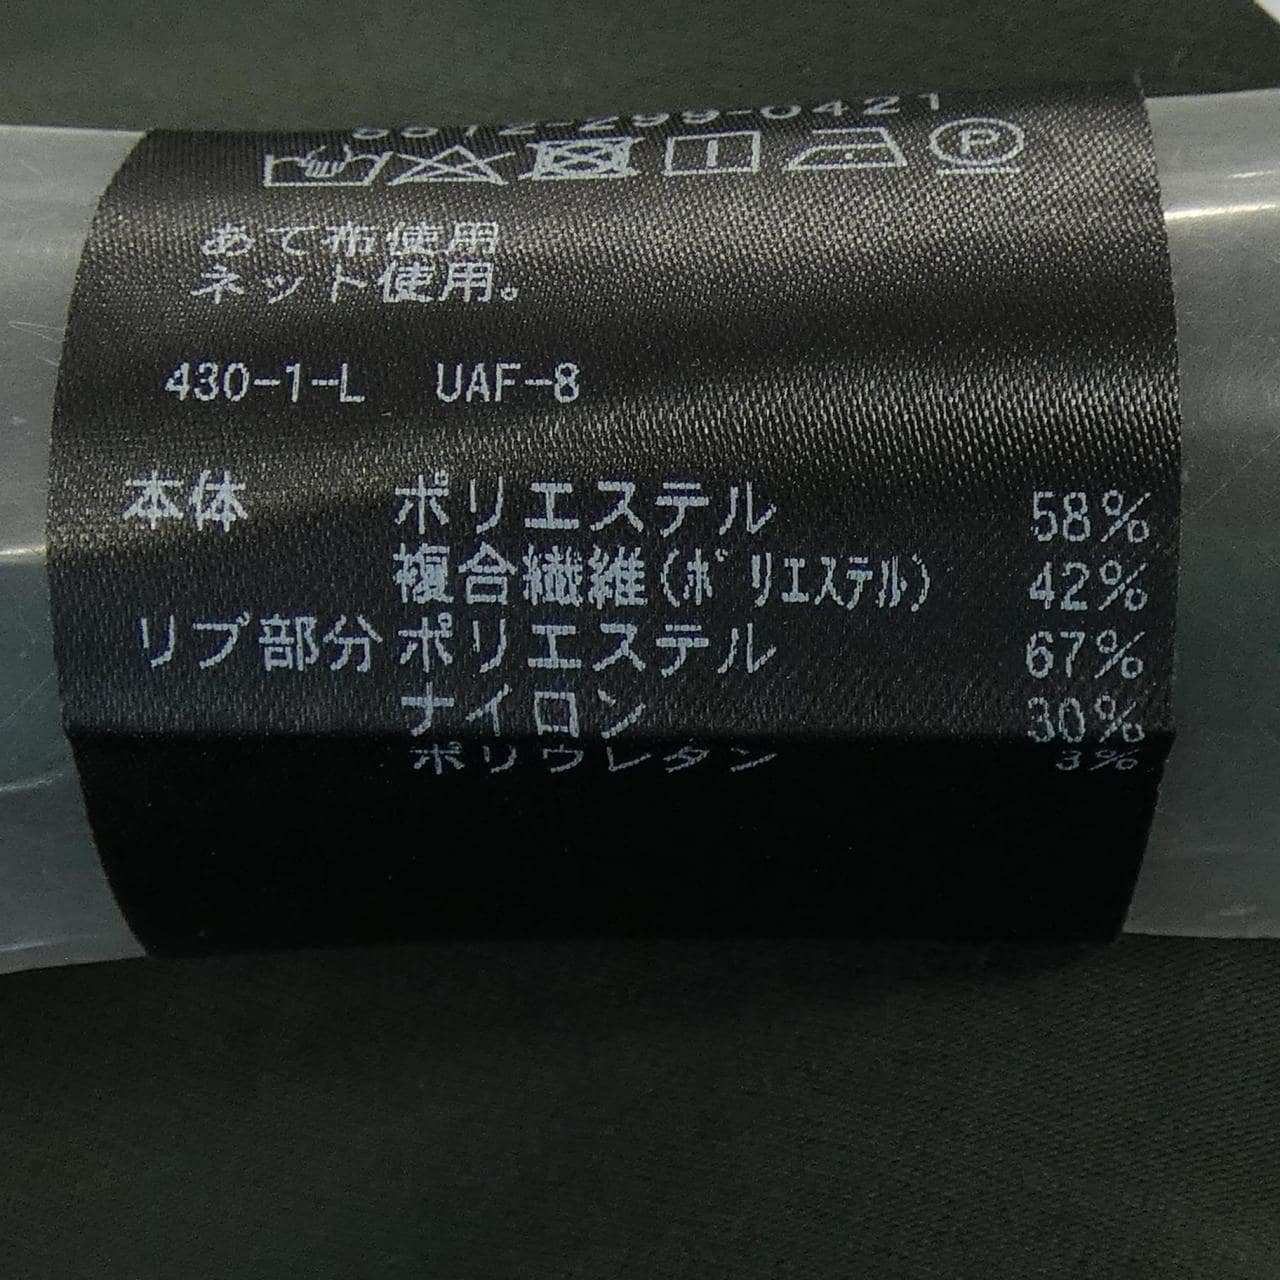 -299-0421
P
あて布使用
ネット使用。
430-1-L UAF-8
本体 ポリエステル 58%
複合繊維(ポリエステル) 42%
リブ部分 ポリエステル 67%
ナイロン 30%
ポリウレタン 3%